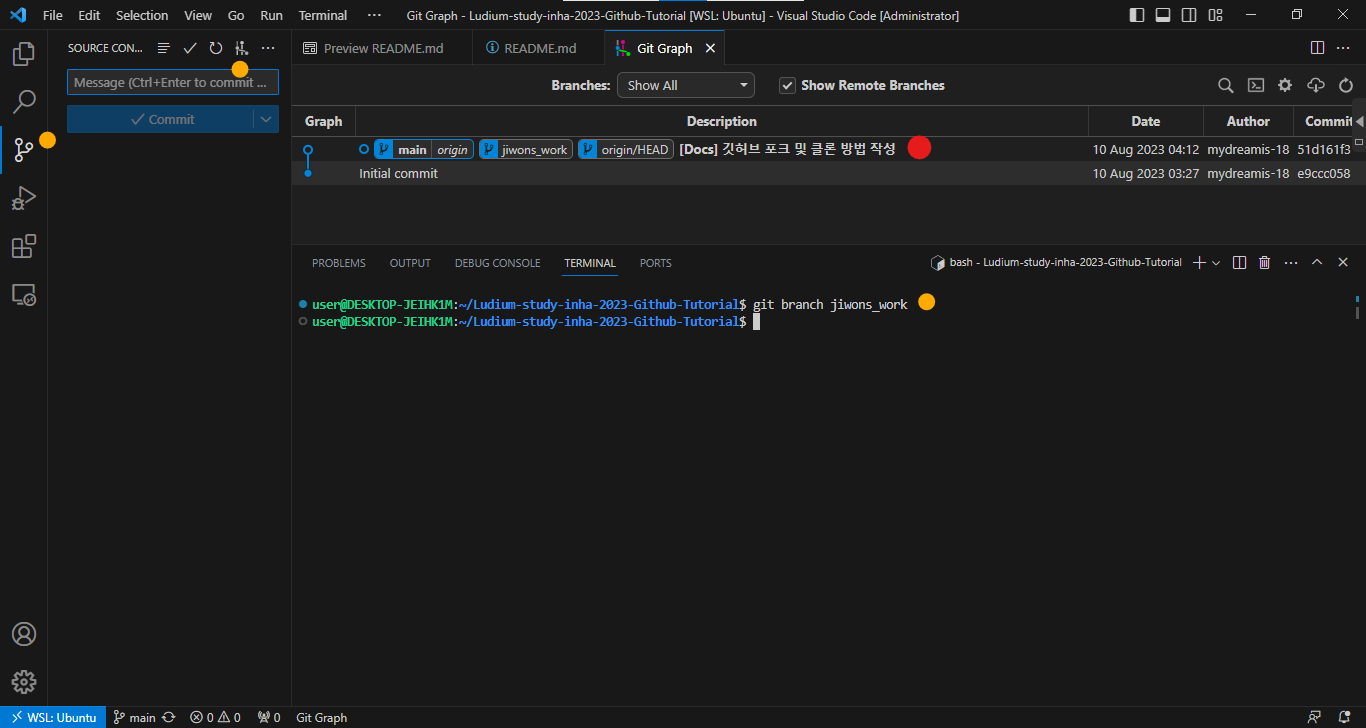 File Edit Selection View Go Run Terminal ··· Git Graph - Ludium-study-inha-2023-Github-Tutorial [WSL: Ubuntu] - Visual Studio Code [Administrator]
SOURCE CON...
Preview README.md README.md Git Graph
Message (Ctrl+Enter to commit ...
Commit
Branches: Show All Show Remote Branches
Graph Description Date Author Commit
main origin jiwons_work origin/HEAD [Docs] 깃허브 포크 및 클론 방법 작성 10 Aug 2023 04:12 mydreamis-18 51d161f3
Initial commit 10 Aug 2023 03:27 mydreamis-18 e9ccc058
PROBLEMS OUTPUT DEBUG CONSOLE TERMINAL PORTS bash - Ludium-study-inha-2023-Github-Tutorial
user@DESKTOP-JEIHK1M:~/Ludium-study-inha-2023-Github-Tutorial$ git branch jiwons_work
user@DESKTOP-JEIHK1M:~/Ludium-study-inha-2023-Github-Tutorial$
WSL: Ubuntu main 0 0 0 Git Graph